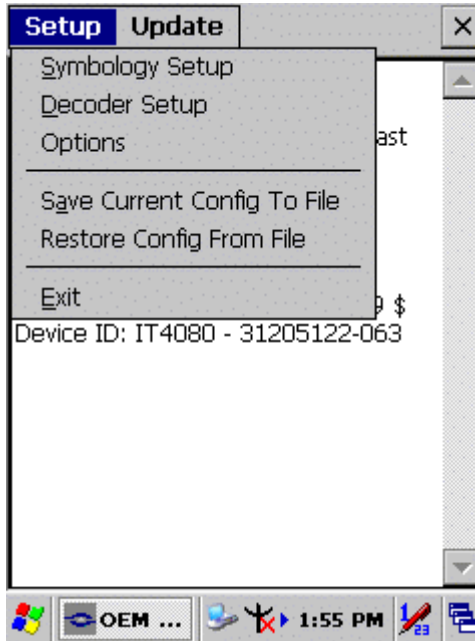 Setup Update
Symbology Setup
Decoder Setup
Options
ast
Save Current Config To File
Restore Config From File
Exit
9 $
Device ID: IT4080 - 31205122-063
OEM ... 1:55 PM